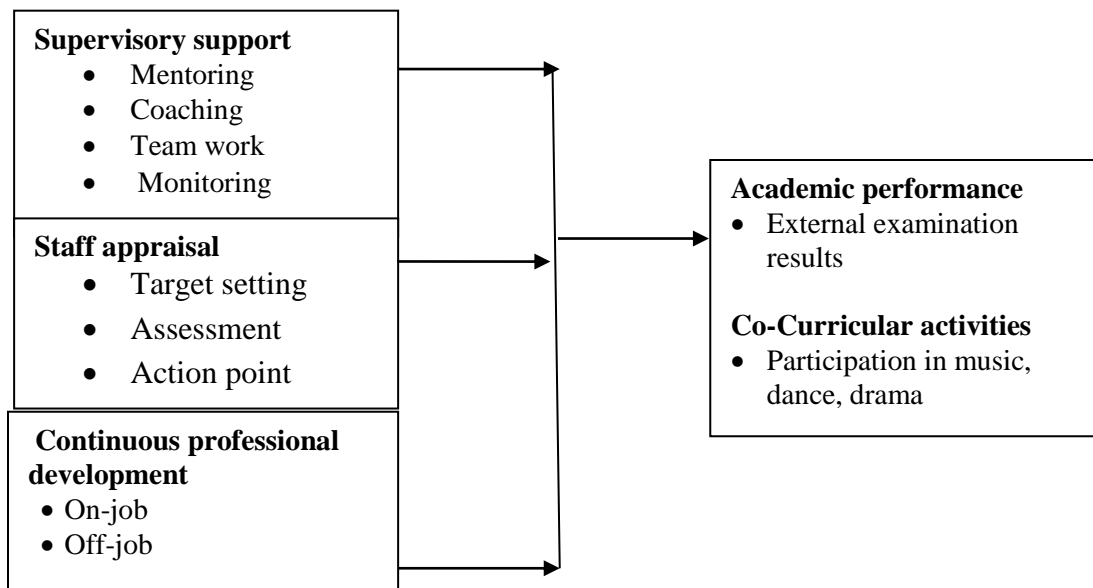 Supervisory support
• Mentoring
• Coaching
• Team work
• Monitoring
Staff appraisal
• Target setting
• Assessment
• Action point
Continuous professional
development
• On-job
• Off-job
Academic performance
• External examination
results
Co-Curricular activities
• Participation in music,
dance, drama